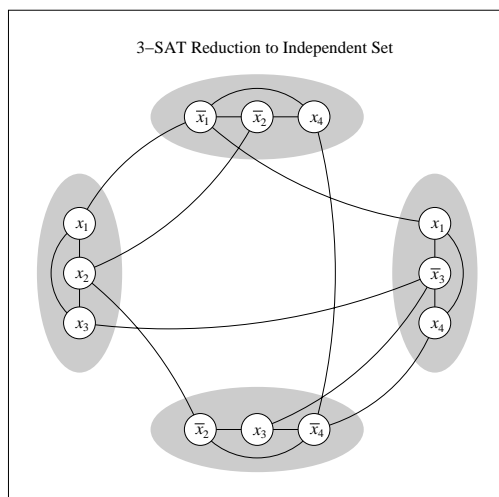 3–SAT Reduction to Independent Set
x̅₁ x̅₂ x₄
x₁ x₁
x₂ x̅₃
x₃ x₄
x̅₂ x₃ x̅₄